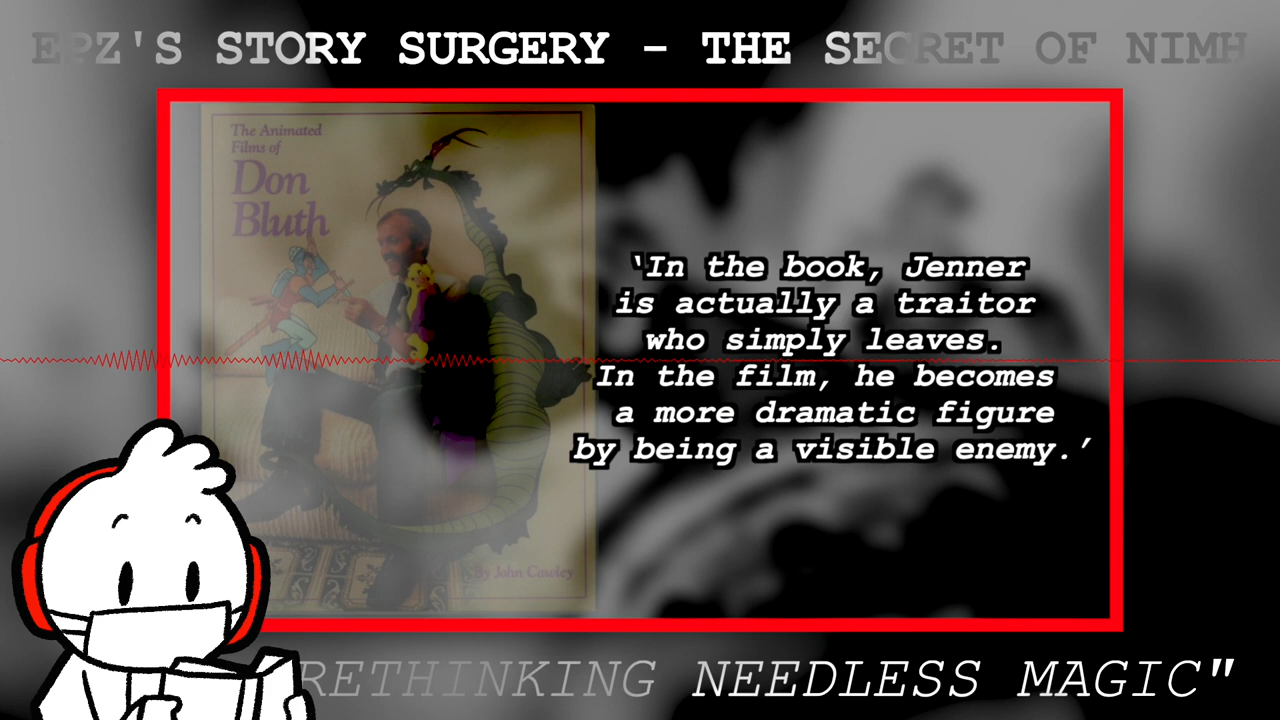 EPZ'S STORY SURGERY - THE SECRET OF NIMH
The Animated
Films of
Don
Bluth
By John Cawley
'In the book, Jenner
is actually a traitor
who simply leaves.
In the film, he becomes
a more dramatic figure
by being a visible enemy.'
RETHINKING NEEDLESS MAGIC"